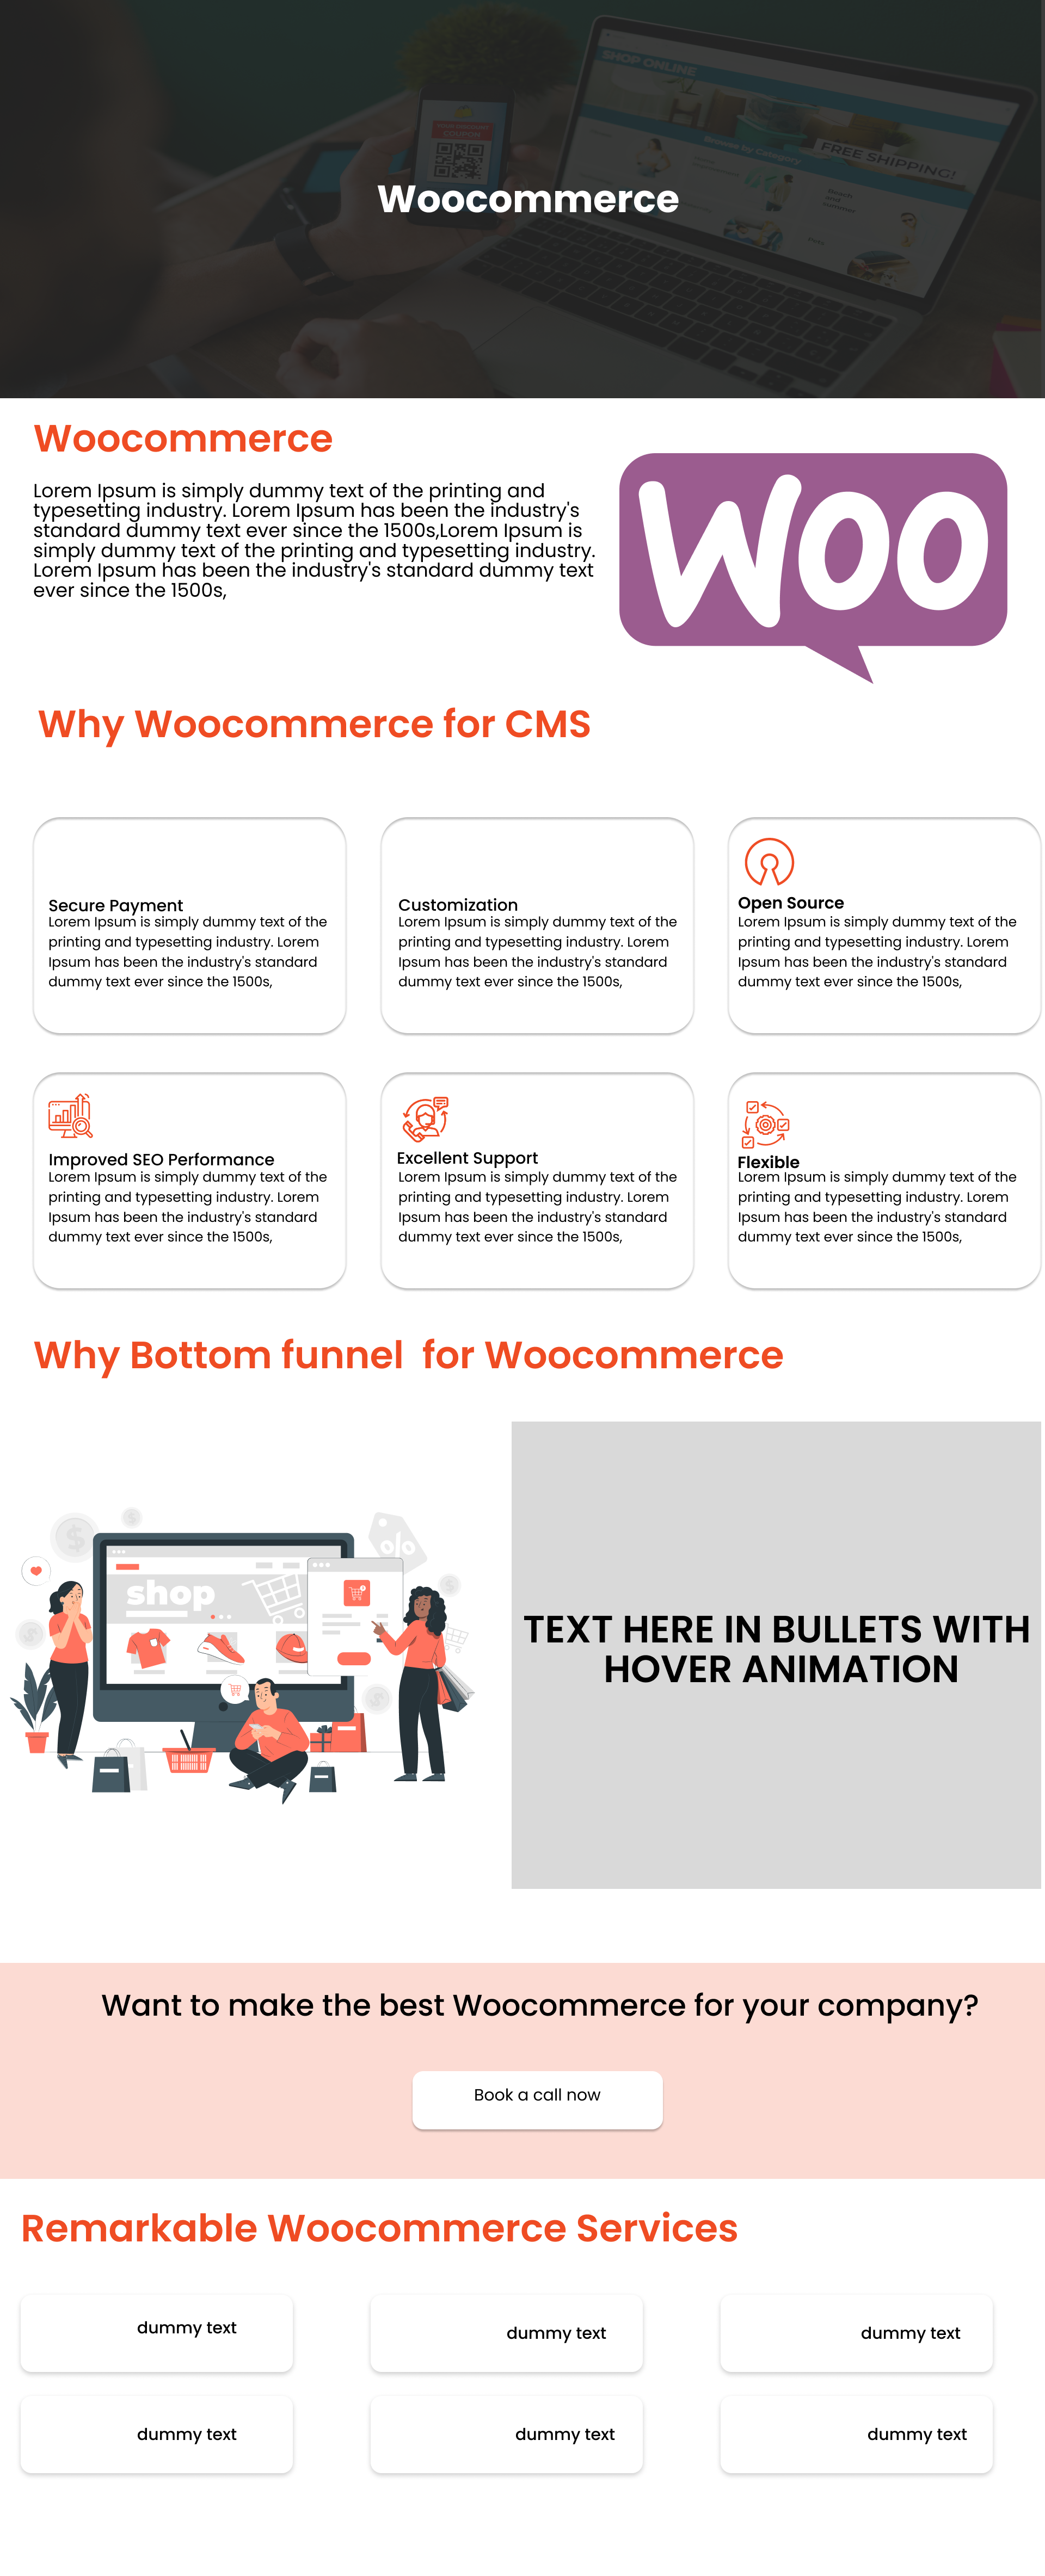 SHOP ONLINE
YOUR DISCOUNT
COUPON
Browse by Category
FREE SHIPPING!
Beach
and
summer
Woocommerce
Woocommerce
Lorem Ipsum is simply dummy text of the printing and
typesetting industry. Lorem Ipsum has been the industry's
standard dummy text ever since the 1500s,Lorem Ipsum is
simply dummy text of the printing and typesetting industry.
Lorem Ipsum has been the industry's standard dummy text
ever since the 1500s,
WOO
Why Woocommerce for CMS
Secure Payment
Lorem Ipsum is simply dummy text of the
printing and typesetting industry. Lorem
Ipsum has been the industry's standard
dummy text ever since the 1500s,
Customization
Lorem Ipsum is simply dummy text of the
printing and typesetting industry. Lorem
Ipsum has been the industry's standard
dummy text ever since the 1500s,
Open Source
Lorem Ipsum is simply dummy text of the
printing and typesetting industry. Lorem
Ipsum has been the industry's standard
dummy text ever since the 1500s,
Improved SEO Performance
Lorem Ipsum is simply dummy text of the
printing and typesetting industry. Lorem
Ipsum has been the industry's standard
dummy text ever since the 1500s,
Excellent Support
Lorem Ipsum is simply dummy text of the
printing and typesetting industry. Lorem
Ipsum has been the industry's standard
dummy text ever since the 1500s,
Flexible
Lorem Ipsum is simply dummy text of the
printing and typesetting industry. Lorem
Ipsum has been the industry's standard
dummy text ever since the 1500s,
Why Bottom funnel  for Woocommerce
$
$
%
shop
$
$
$
TEXT HERE IN BULLETS WITH
HOVER ANIMATION
Want to make the best Woocommerce for your company?
Book a call now
Remarkable Woocommerce Services
dummy text
dummy text
dummy text
dummy text
dummy text
dummy text